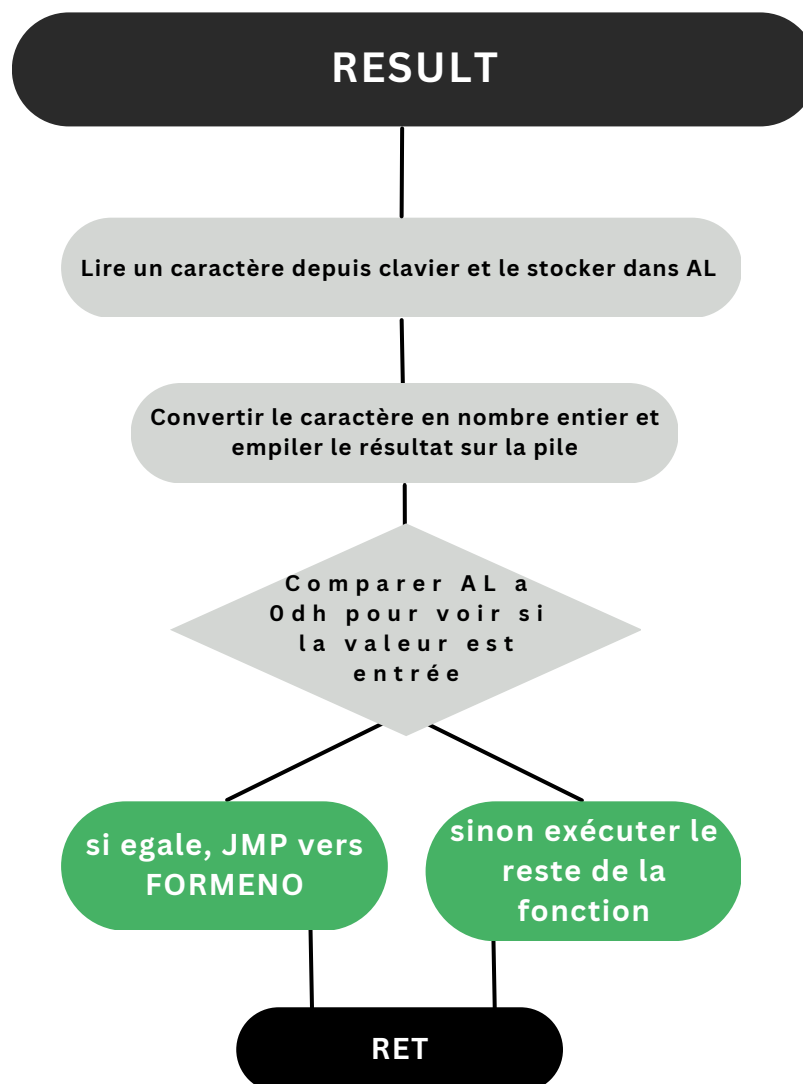 RESULT
Lire un caractère depuis clavier et le stocker dans AL
Convertir le caractère en nombre entier et
empiler le résultat sur la pile
Comparer AL a
0dh pour voir si
la valeur est
entrée
si egale, JMP vers
FORMENO
sinon exécuter le
reste de la
fonction
RET